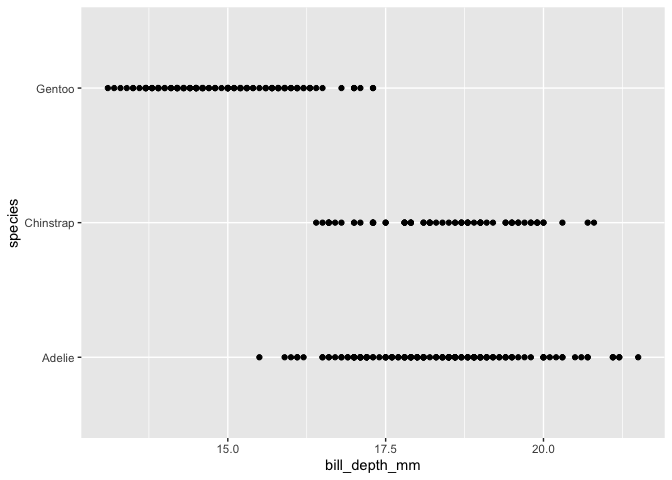 Gentoo
Chinstrap
Adelie
species
15.0 17.5 20.0
bill_depth_mm